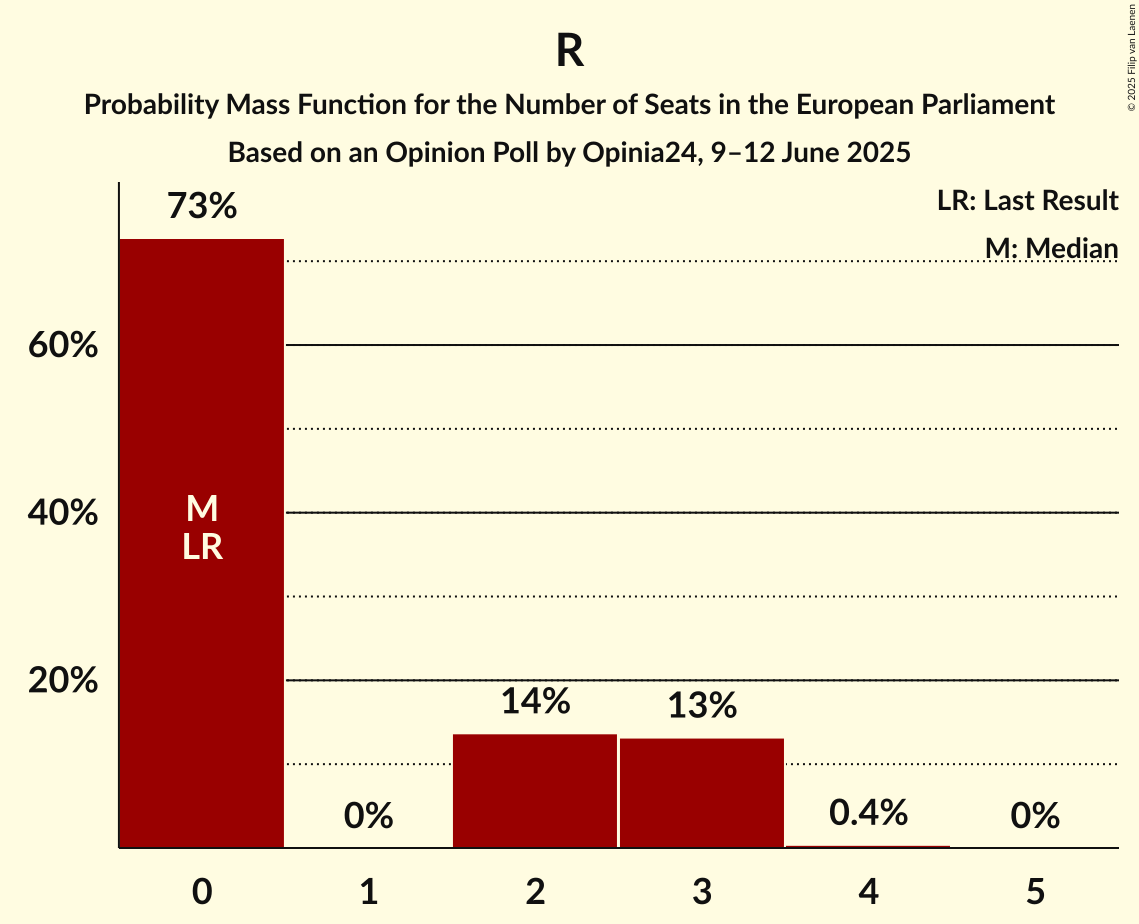 R
Probability Mass Function for the Number of Seats in the European Parliament
Based on an Opinion Poll by Opinia24, 9–12 June 2025
© 2025 Filip van Laenen
LR: Last Result
M: Median
73%
60%
40%
20%
M
LR
0%
14%
13%
0.4%
0%
0 1 2 3 4 5